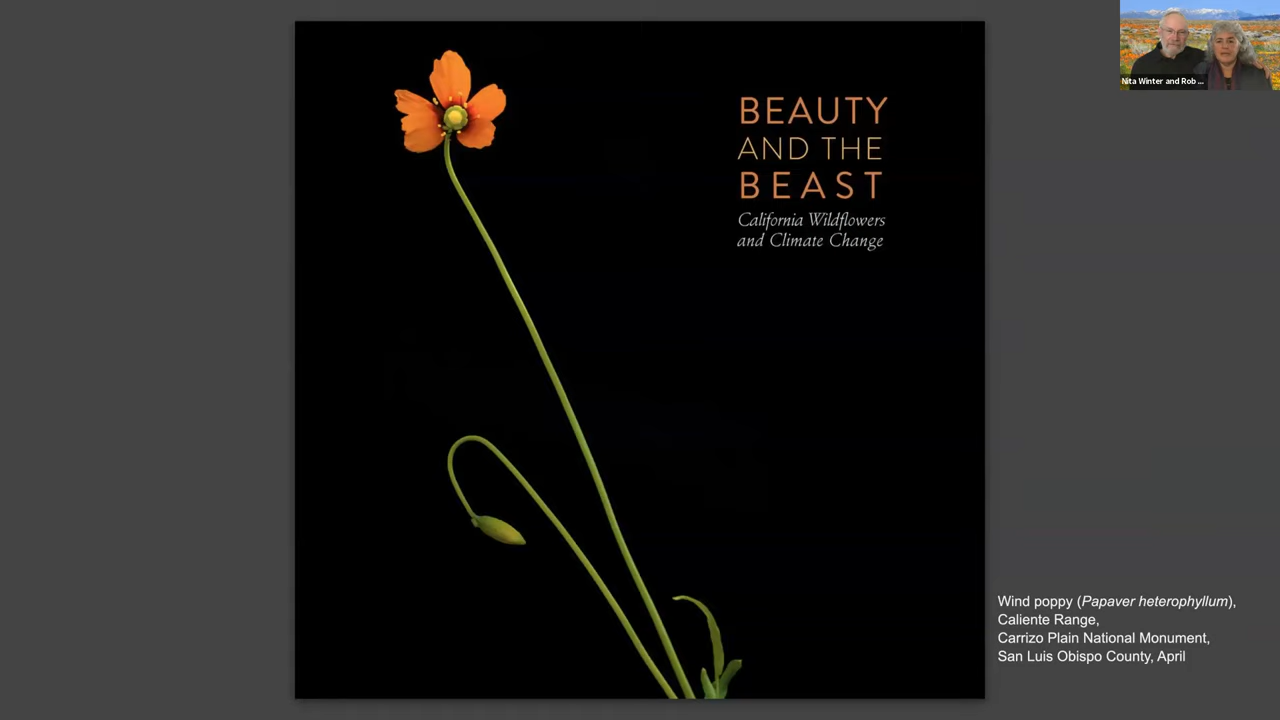 BEAUTY
AND THE
BEAST
California Wildflowers
and Climate Change
Nita Winter and Rob ...
Wind poppy (Papaver heterophyllum),
Caliente Range,
Carrizo Plain National Monument,
San Luis Obispo County, April